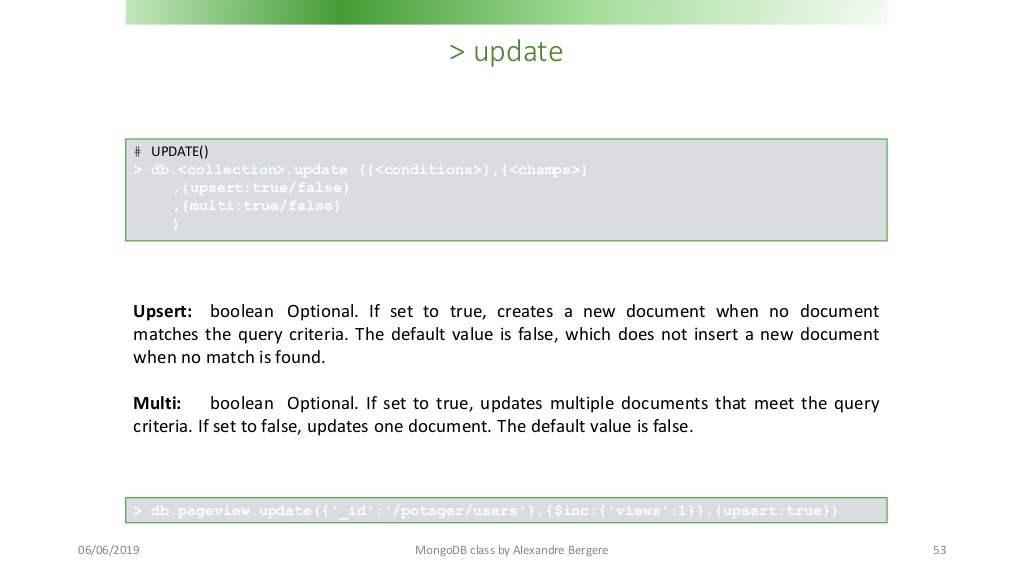 > update
# UPDATE()
> db.<collection>.update ({<conditions>},{<champs>}
,{upsert:true/false}
,{multi:true/false}
)
Upsert: boolean Optional. If set to true, creates a new document when no document
matches the query criteria. The default value is false, which does not insert a new document
when no match is found.
Multi: boolean Optional. If set to true, updates multiple documents that meet the query
criteria. If set to false, updates one document. The default value is false.
> db.pageview.update({'_id':'/potager/users'},{$inc:{'views':1}},{upsert:true})
06/06/2019
MongoDB class by Alexandre Bergere
53